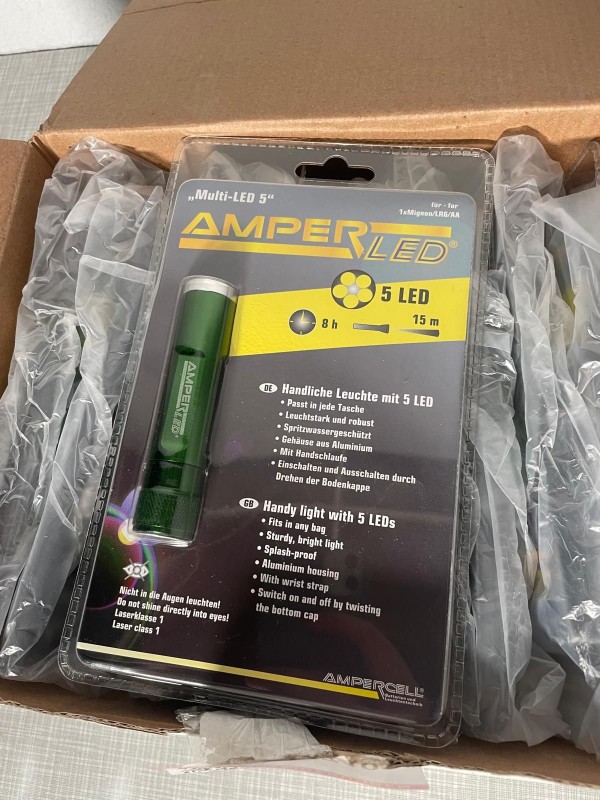 „Multi-LED 5“
für - for
1xMignon/LR6/AA
AMPERLED®
5 LED
8 h
15 m
AMPERLED®
DE Handliche Leuchte mit 5 LED
• Passt in jede Tasche
• Leuchtstark und robust
• Spritzwassergeschützt
• Gehäuse aus Aluminium
• Mit Handschlaufe
• Einschalten und Ausschalten durch
Drehen der Bodenkappe
GB Handy light with 5 LEDs
• Fits in any bag
• Sturdy, bright light
• Splash-proof
• Aluminium housing
• With wrist strap
• Switch on and off by twisting
the bottom cap
Nicht in die Augen leuchten!
Do not shine directly into eyes!
Laserklasse 1
Laser class 1
AMPERCELL®
Batterien und
Leuchtentechnik